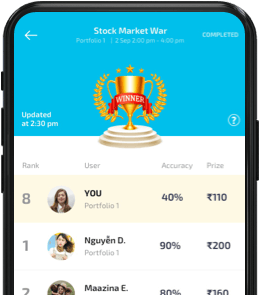 Stock Market War
Portfolio 1 | 2 Sep 2:00 pm - 4:00 pm
COMPLETED
WINNER
Updated
at 2:30 pm
?
Rank User Accuracy Prize
8 YOU 40% ₹110
Portfolio 1
1 Nguyễn D. 90% ₹200
Portfolio 1
2 Maazina E. 80% ₹160